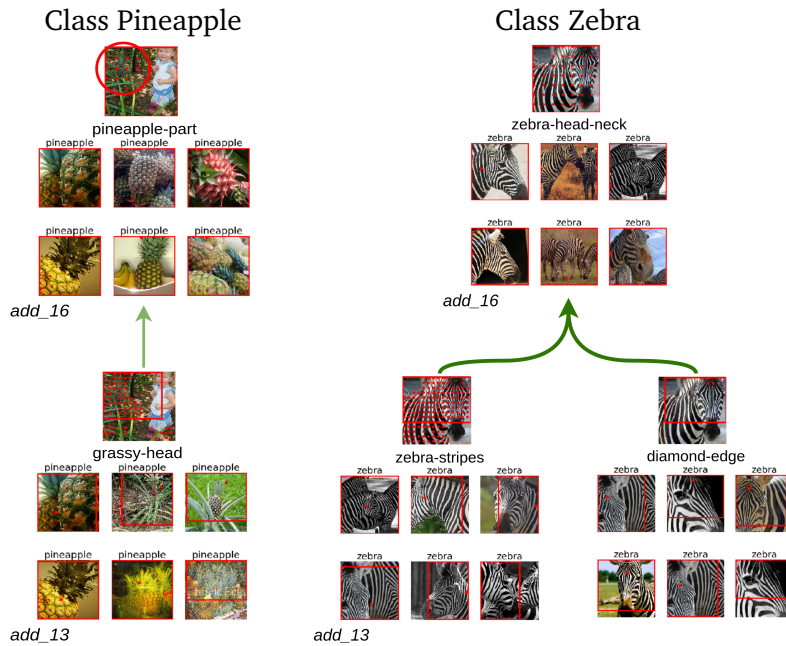 Class Pineapple
pineapple-part
pineapple pineapple pineapple
pineapple pineapple pineapple
add_16
grassy-head
pineapple pineapple pineapple
pineapple pineapple pineapple
add_13
Class Zebra
zebra-head-neck
zebra zebra zebra
zebra zebra zebra
add_16
zebra-stripes
zebra zebra zebra
zebra zebra zebra
add_13
diamond-edge
zebra zebra zebra
zebra zebra zebra